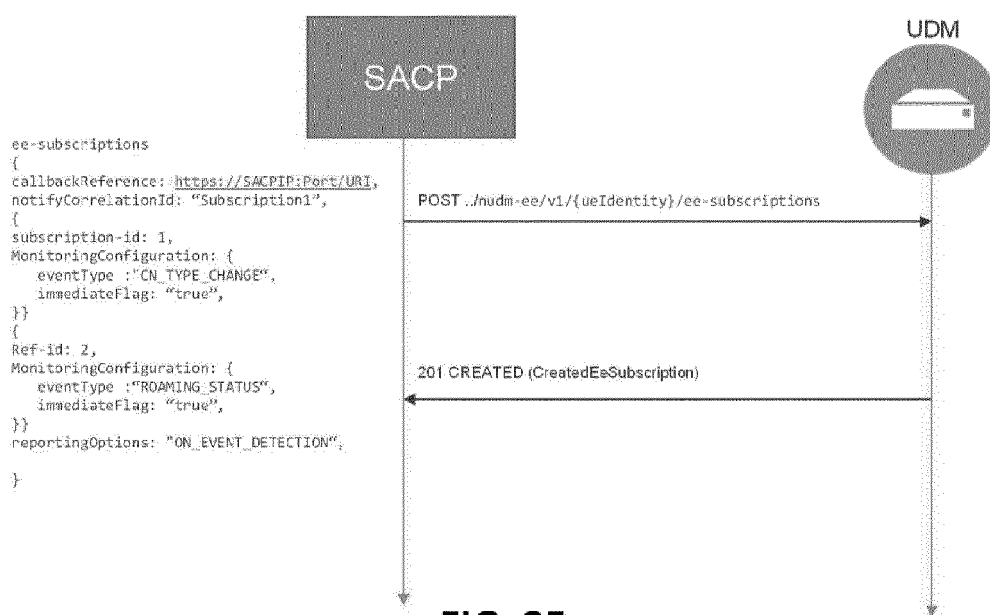 SACP
UDM
ee-subscriptions
{
callbackReference: https://SACPIP:Port/URI,
notifyCorrelationId: “Subscription1”,
{
subscription-id: 1,
MonitoringConfiguration: {
eventType :"CN_TYPE_CHANGE“,
immediateFlag: “true”,
}}
{
Ref-id: 2,
MonitoringConfiguration: {
eventType :“ROAMING_STATUS“,
immediateFlag: “true”,
}}
reportingOptions: "ON_EVENT_DETECTION“,
}
POST ../nudm-ee/v1/{ueIdentity}/ee-subscriptions
201 CREATED (CreatedEeSubscription)